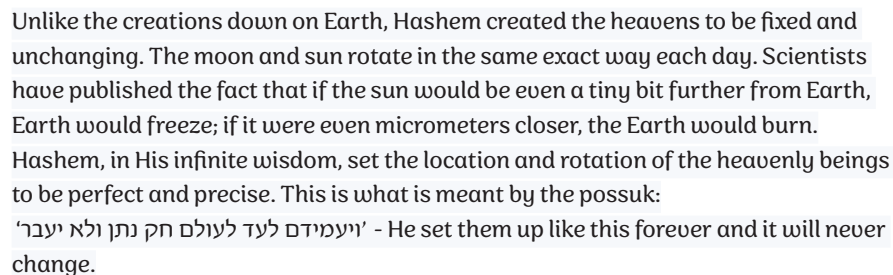 Unlike the creations down on Earth, Hashem created the heavens to be fixed and
unchanging. The moon and sun rotate in the same exact way each day. Scientists
have published the fact that if the sun would be even a tiny bit further from Earth,
Earth would freeze; if it were even micrometers closer, the Earth would burn.
Hashem, in His infinite wisdom, set the location and rotation of the heavenly beings
to be perfect and precise. This is what is meant by the possuk:
'ויעמידם לעד לעולם חק נתן ולא יעבר' - He set them up like this forever and it will never
change.